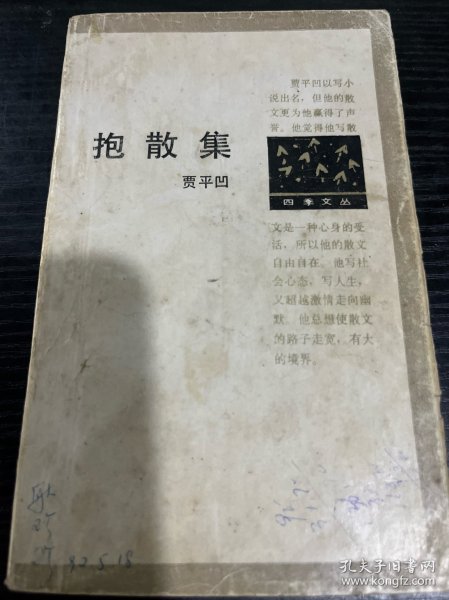 贾平凹以写小
说出名，但他的散
文更为他赢得了声
誉。他觉得他写散
四季文丛
文是一种心身的受
活，所以他的散文
自由自在。他写社
会心态，写人生，
又超越激情走向幽
默。他总想使散文
的路子走宽，有大
的境界。
抱散集
贾平凹
92.5.18
孔夫子旧书网
www.kongfz.com